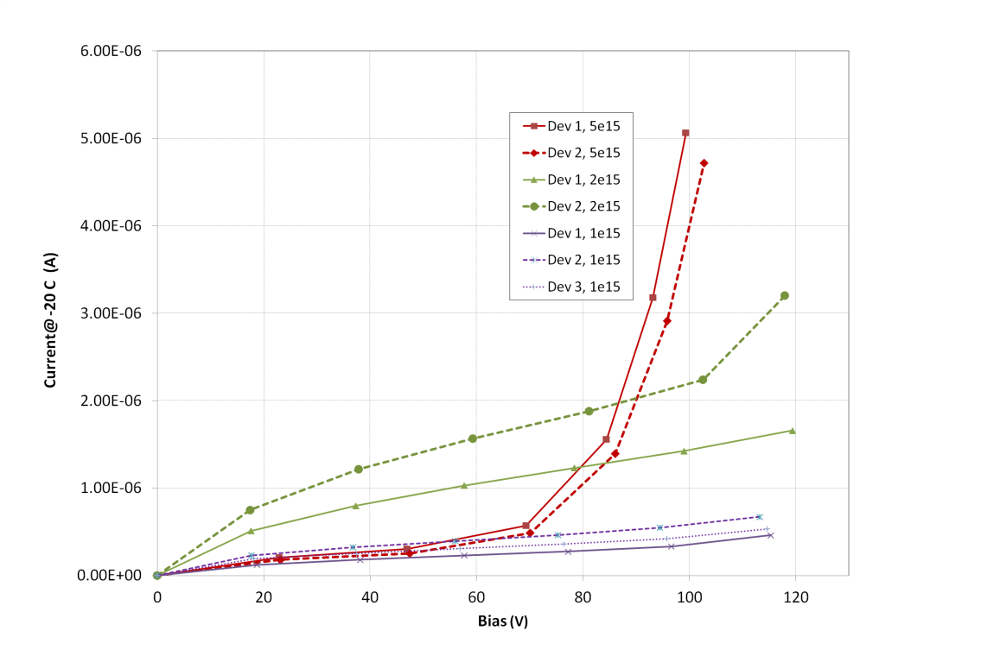 6.00E-06
5.00E-06
4.00E-06
3.00E-06
2.00E-06
1.00E-06
0.00E+00
Current@ -20 C (A)
Dev 1, 5e15
Dev 2, 5e15
Dev 1, 2e15
Dev 2, 2e15
Dev 1, 1e15
Dev 2, 1e15
Dev 3, 1e15
0 20 40 60 80 100 120
Bias (V)